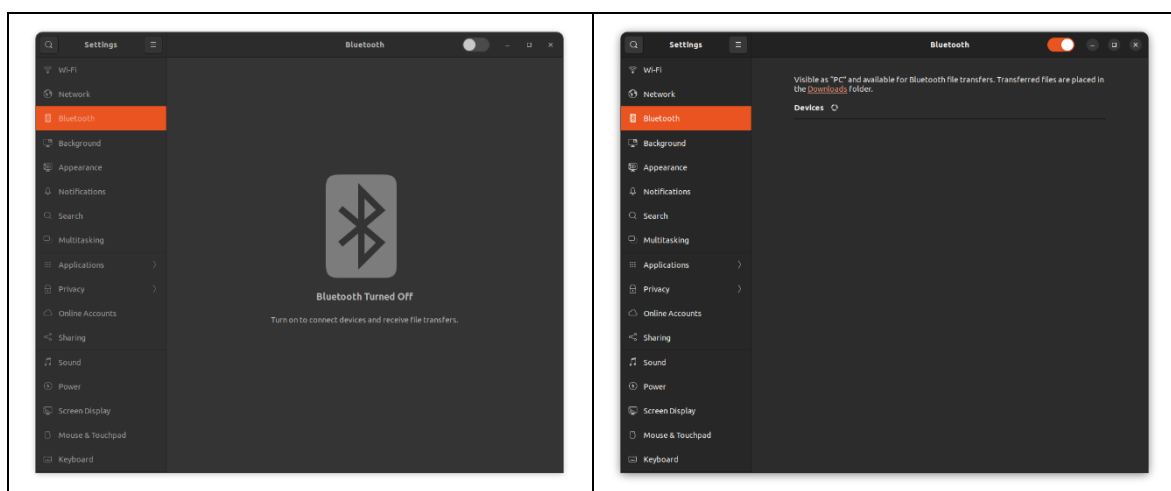 Settings
Bluetooth
Wi-Fi
Network
Bluetooth
Background
Appearance
Notifications
Search
Multitasking
Applications
Privacy
Online Accounts
Sharing
Sound
Power
Screen Display
Mouse & Touchpad
Keyboard
Bluetooth Turned Off
Turn on to connect devices and receive file transfers.
Settings
Bluetooth
Wi-Fi
Network
Bluetooth
Background
Appearance
Notifications
Search
Multitasking
Applications
Privacy
Online Accounts
Sharing
Sound
Power
Screen Display
Mouse & Touchpad
Keyboard
Visible as "PC" and available for Bluetooth file transfers. Transferred files are placed in
the Downloads folder.
Devices